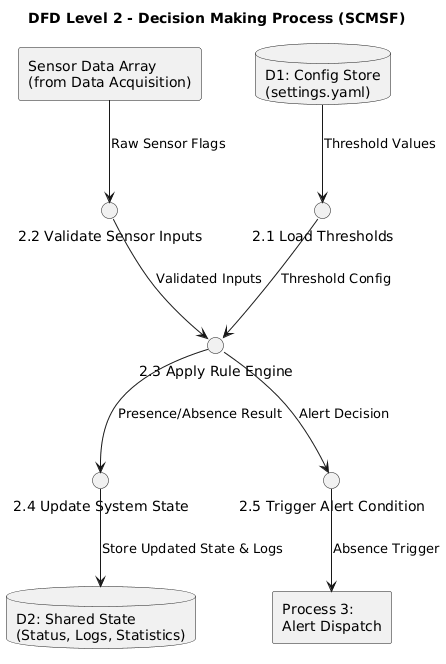 DFD Level 2 - Decision Making Process (SCMSF)
Sensor Data Array
(from Data Acquisition)
D1: Config Store
(settings.yaml)
Raw Sensor Flags
Threshold Values
2.2 Validate Sensor Inputs
2.1 Load Thresholds
Validated Inputs
Threshold Config
2.3 Apply Rule Engine
Presence/Absence Result
Alert Decision
2.4 Update System State
2.5 Trigger Alert Condition
Store Updated State & Logs
Absence Trigger
D2: Shared State
(Status, Logs, Statistics)
Process 3:
Alert Dispatch